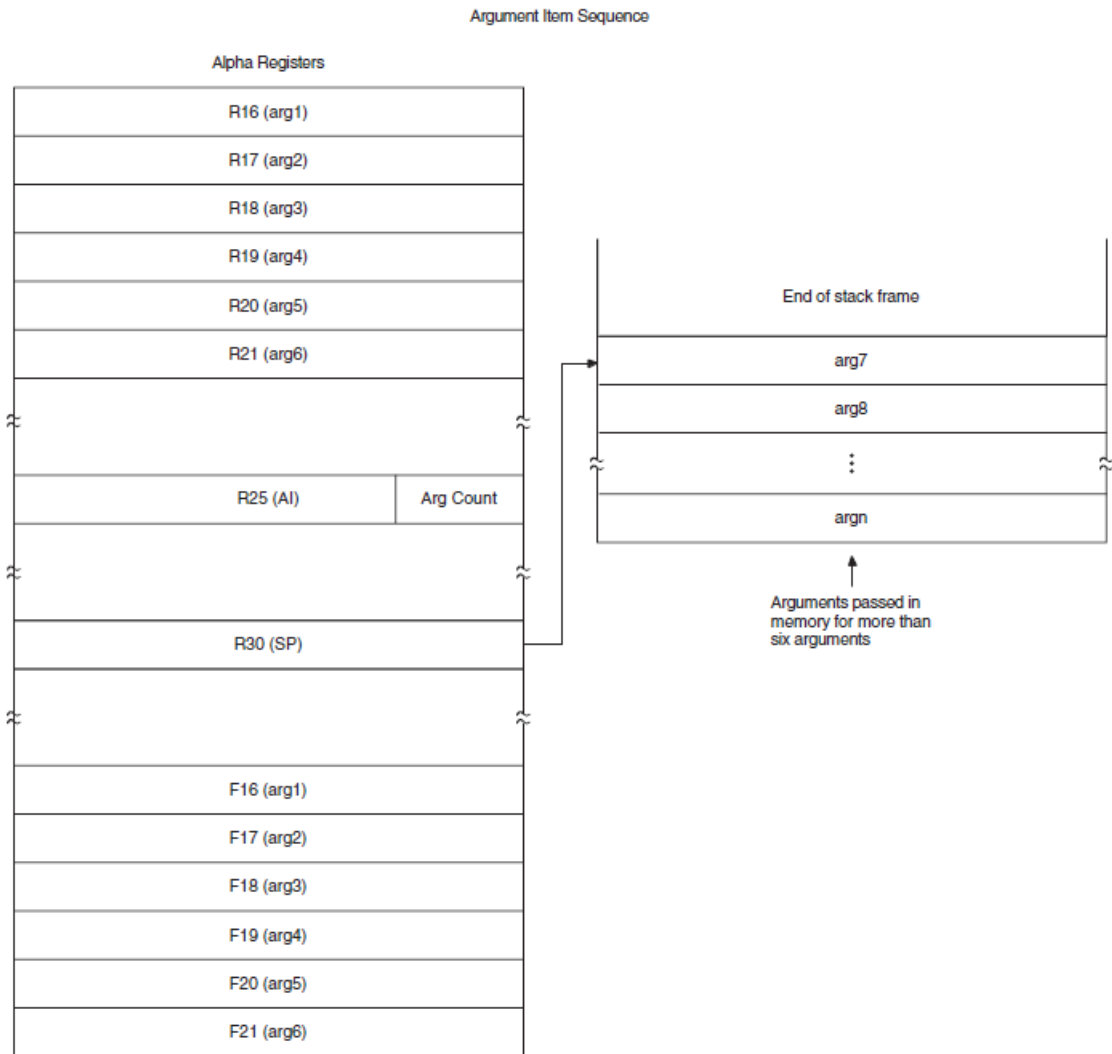 Argument Item Sequence
Alpha Registers
R16 (arg1)
R17 (arg2)
R18 (arg3)
R19 (arg4)
R20 (arg5)
R21 (arg6)
R25 (AI)
Arg Count
R30 (SP)
F16 (arg1)
F17 (arg2)
F18 (arg3)
F19 (arg4)
F20 (arg5)
F21 (arg6)
End of stack frame
arg7
arg8
⋮
argn
Arguments passed in
memory for more than
six arguments